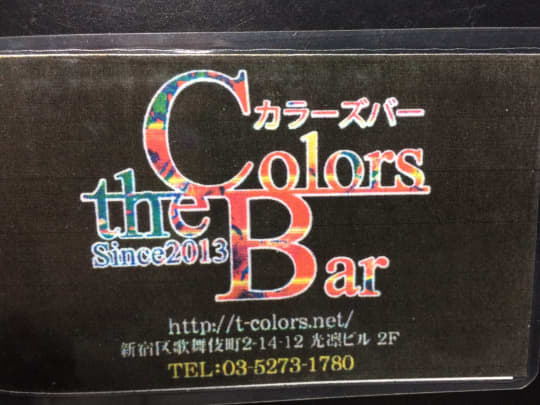 カラーズバー
the Colors
Since2013
Bar
http://t-colors.net/
新宿区歌舞伎町2-14-12 光凛ビル 2F
TEL:03-5273-1780